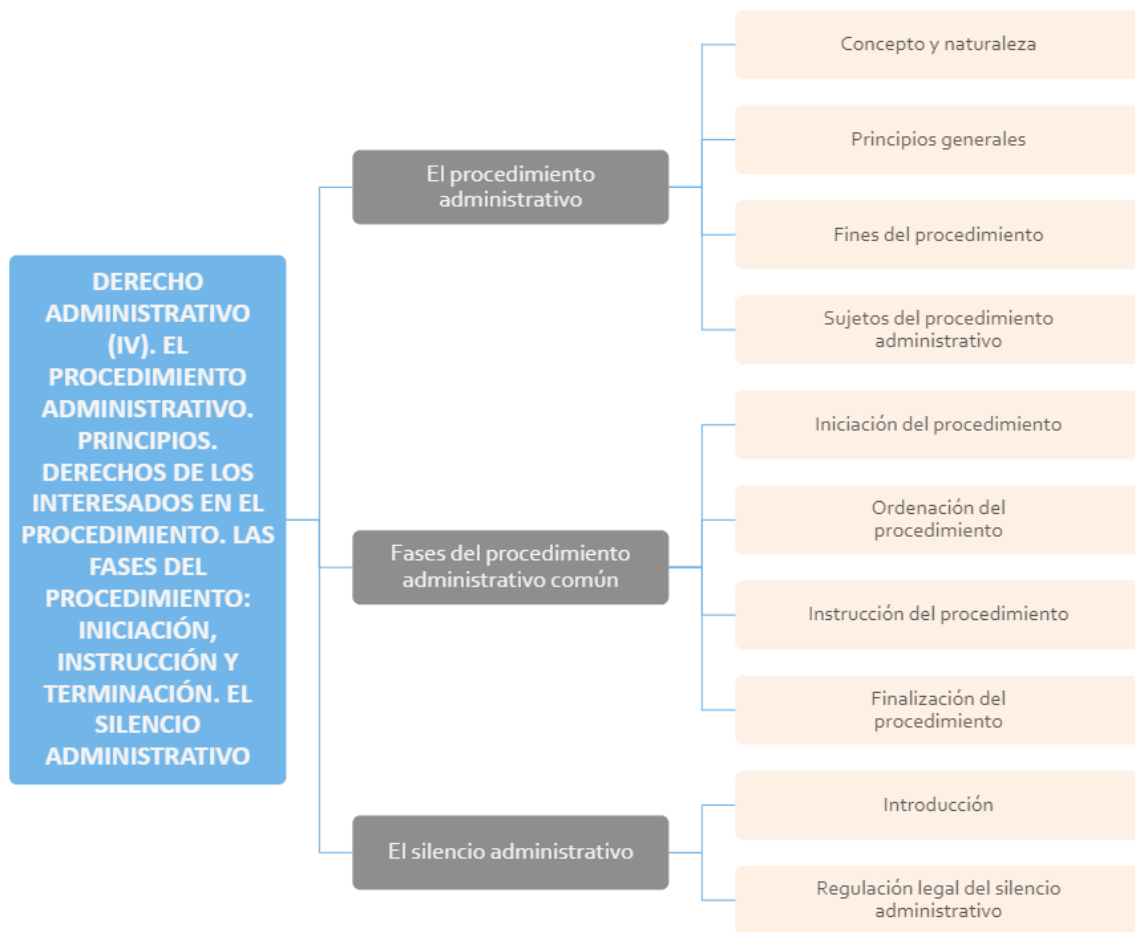 DERECHO
ADMINISTRATIVO
(IV). EL
PROCEDIMIENTO
ADMINISTRATIVO.
PRINCIPIOS.
DERECHOS DE LOS
INTERESADOS EN EL
PROCEDIMIENTO. LAS
FASES DEL
PROCEDIMIENTO:
INICIACIÓN,
INSTRUCCIÓN Y
TERMINACIÓN. EL
SILENCIO
ADMINISTRATIVO
El procedimiento
administrativo
Concepto y naturaleza
Principios generales
Fines del procedimiento
Sujetos del procedimiento
administrativo
Fases del procedimiento
administrativo común
Iniciación del procedimiento
Ordenación del
procedimiento
Instrucción del procedimiento
Finalización del
procedimiento
El silencio administrativo
Introducción
Regulación legal del silencio
administrativo